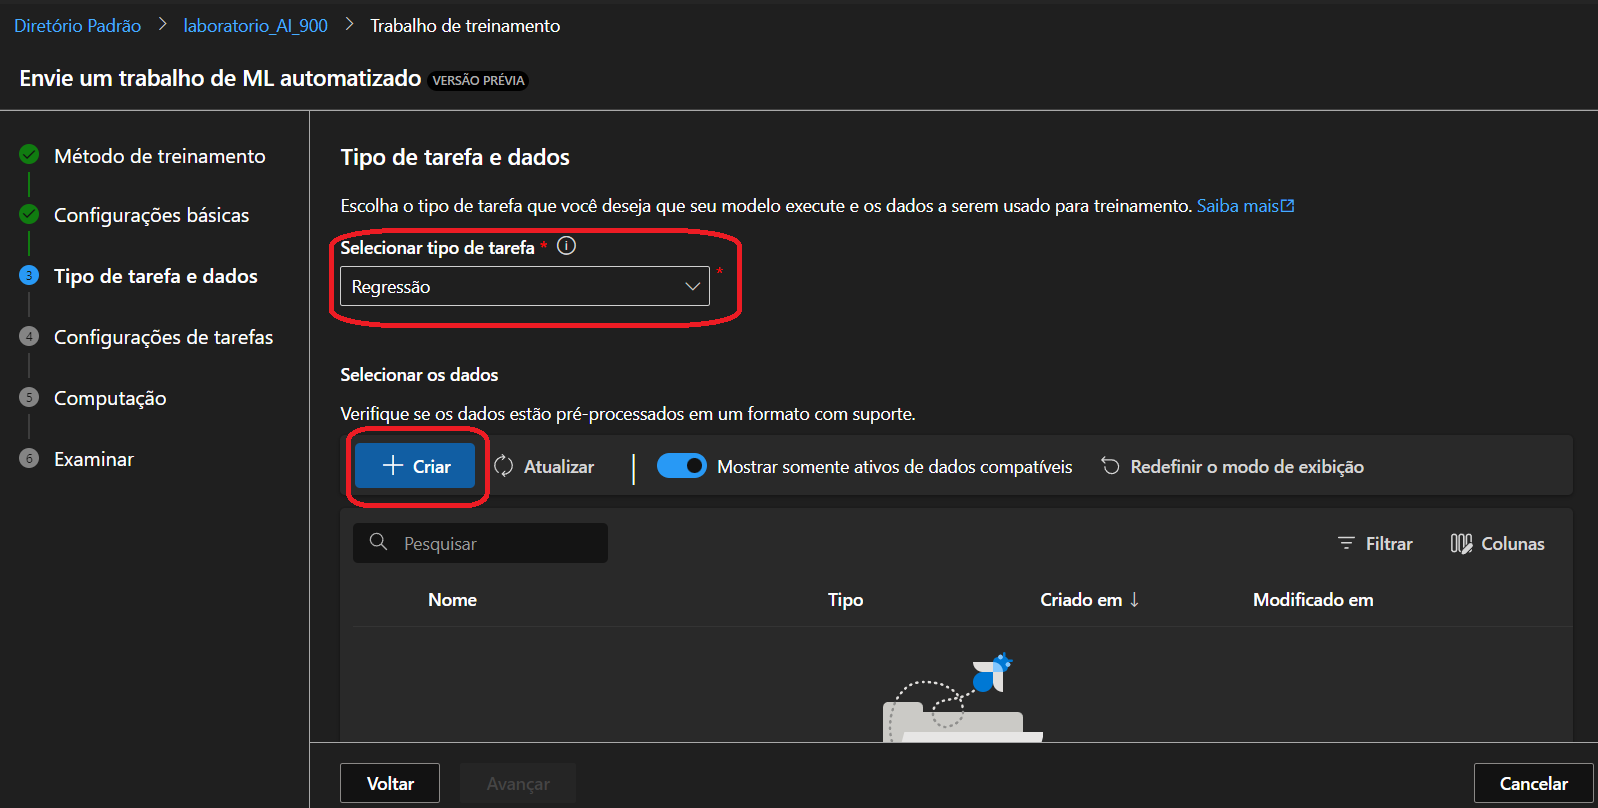 Diretório Padrão > laboratorio_AI_900 > Trabalho de treinamento
Envie um trabalho de ML automatizado VERSÃO PRÉVIA
Método de treinamento
Configurações básicas
3 Tipo de tarefa e dados
4 Configurações de tarefas
5 Computação
6 Examinar
Tipo de tarefa e dados
Escolha o tipo de tarefa que você deseja que seu modelo execute e os dados a serem usado para treinamento. Saiba mais
Selecionar tipo de tarefa *
Regressão *
Selecionar os dados
Verifique se os dados estão pré-processados em um formato com suporte.
+ Criar Atualizar | Mostrar somente ativos de dados compatíveis Redefinir o modo de exibição
Pesquisar Filtrar Colunas
Nome Tipo Criado em ↓ Modificado em
Voltar Avançar Cancelar